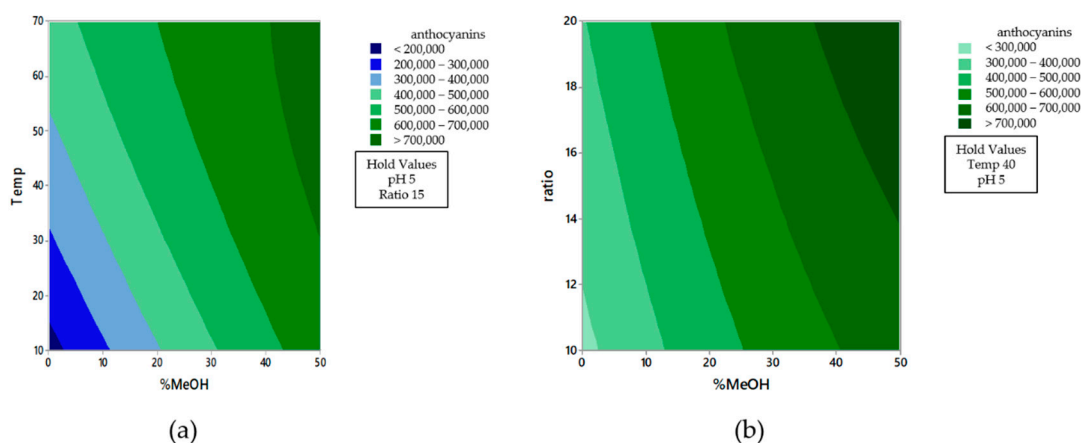 anthocyanins
< 200,000
200,000 – 300,000
300,000 – 400,000
400,000 – 500,000
500,000 – 600,000
600,000 – 700,000
> 700,000
Hold Values
pH 5
Ratio 15
Temp
70
60
50
40
30
20
10
0 10 20 30 40 50
%MeOH
(a)
anthocyanins
< 300,000
300,000 – 400,000
400,000 – 500,000
500,000 – 600,000
600,000 – 700,000
> 700,000
Hold Values
Temp 40
pH 5
ratio
20
18
16
14
12
10
0 10 20 30 40 50
%MeOH
(b)